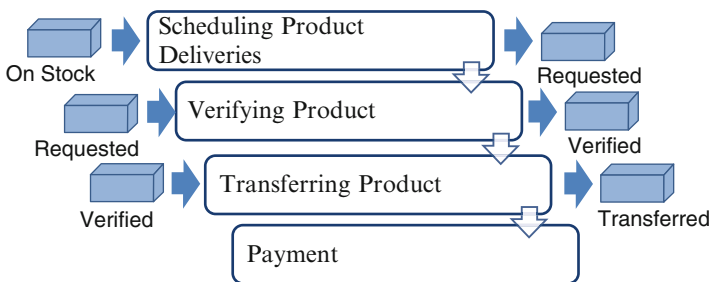 Scheduling Product
Deliveries
On Stock
Requested
Verifying Product
Requested
Verified
Transferring Product
Verified
Transferred
Payment